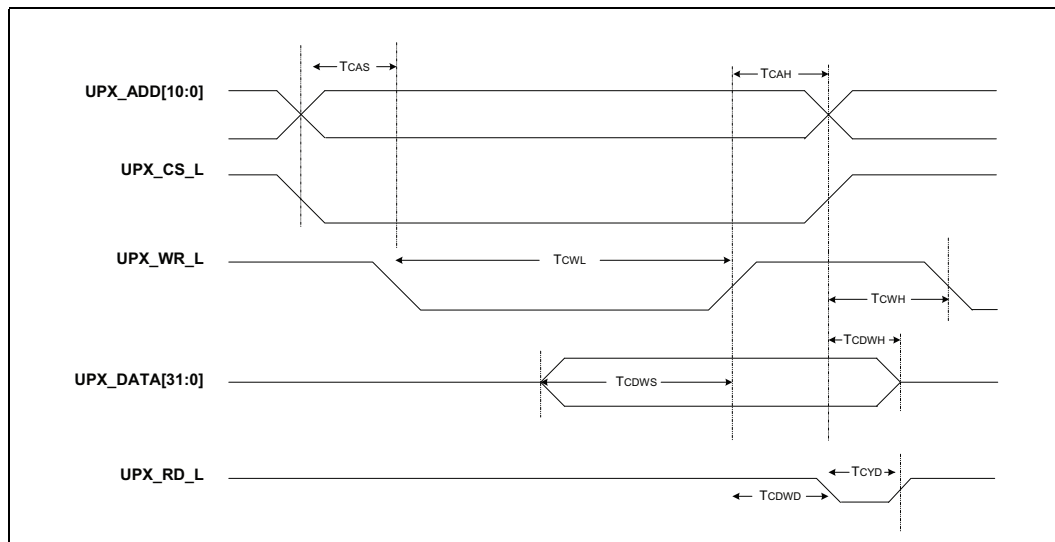 TCAS
TCAH
UPX_ADD[10:0]
UPX_CS_L
UPX_WR_L
TCWL
TCWH
TCDWH
UPX_DATA[31:0]
TCDWS
UPX_RD_L
TCYD
TCDWD